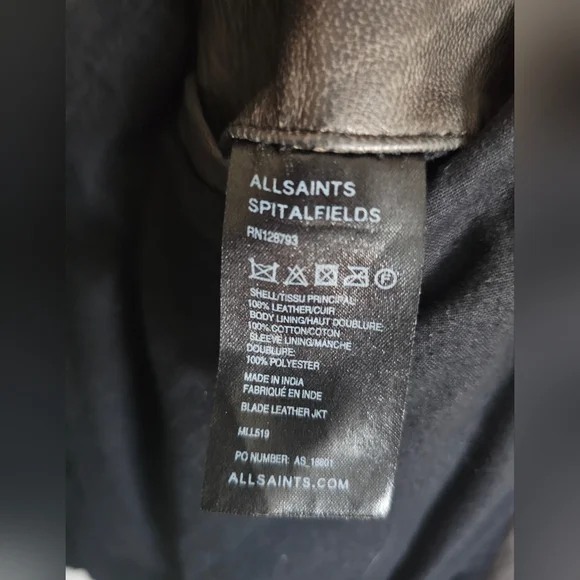 ALLSAINTS
SPITALFIELDS
RN128793
F
SHELL/TISSU PRINCIPAL
100% LEATHER/CUIR
BODY LINING/HAUT DOUBLURE:
100% COTTON/COTON
SLEEVE LINING/MANCHE
DOUBLURE:
100% POLYESTER
MADE IN INDIA
FABRIQUÉ EN INDE
BLADE LEATHER JKT
MLL519
PO NUMBER: AS_18801
ALLSAINTS.COM